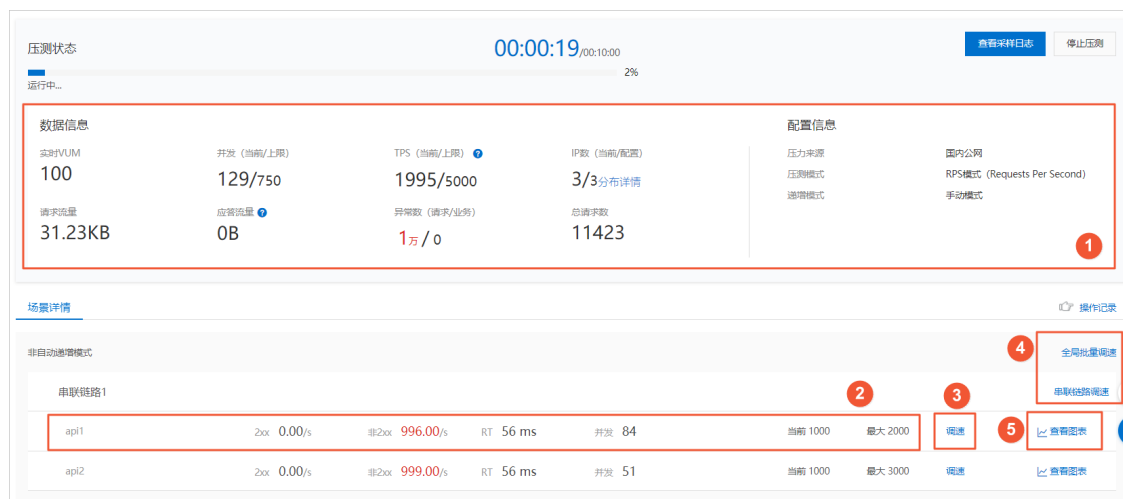 压测状态 00:00:19/00:10:00 查看采样日志 停止压测
2%
运行中...
数据信息 配置信息
实时VUM 并发（当前/上限） TPS（当前/上限） ? IP数（当前/配置） 压力来源 国内公网
100 129/750 1995/5000 3/3分布详情 压测模式 RPS模式（Requests Per Second）
递增模式 手动模式
请求流量 应答流量 ? 异常数（请求/业务） 总请求数
31.23KB 0B 1万/0 11423
1
场景详情 操作记录
非自动递增模式 4 全局批量调速
串联链路1 2 3 串联链路调速
api1 2xx 0.00/s 非2xx 996.00/s RT 56 ms 并发 84 当前 1000 最大 2000 调速 5 查看图表
api2 2xx 0.00/s 非2xx 999.00/s RT 56 ms 并发 51 当前 1000 最大 3000 调速 查看图表